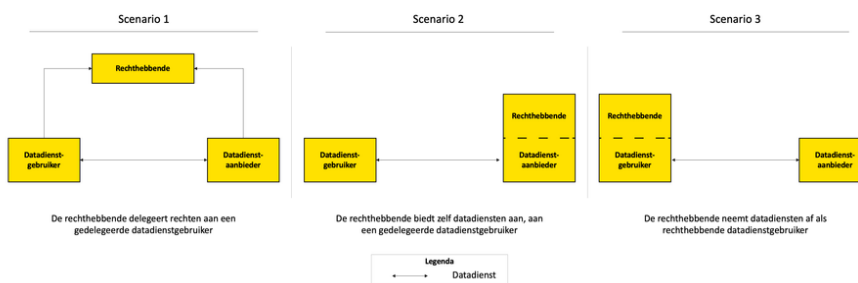 Scenario 1
Scenario 2
Scenario 3
Rechthebbende
Datadienst-
gebruiker
Datadienst-
aanbieder
De rechthebbende delegeert rechten aan een
gedelegeerde datadienstgebruiker
Rechthebbende
Datadienst-
gebruiker
Datadienst-
aanbieder
De rechthebbende biedt zelf datadiensten aan, aan
een gedelegeerde datadienstgebruiker
Rechthebbende
Datadienst-
gebruiker
Datadienst-
aanbieder
De rechthebbende neemt datadiensten af als
rechthebbende datadienstgebruiker
Legenda
Datadienst